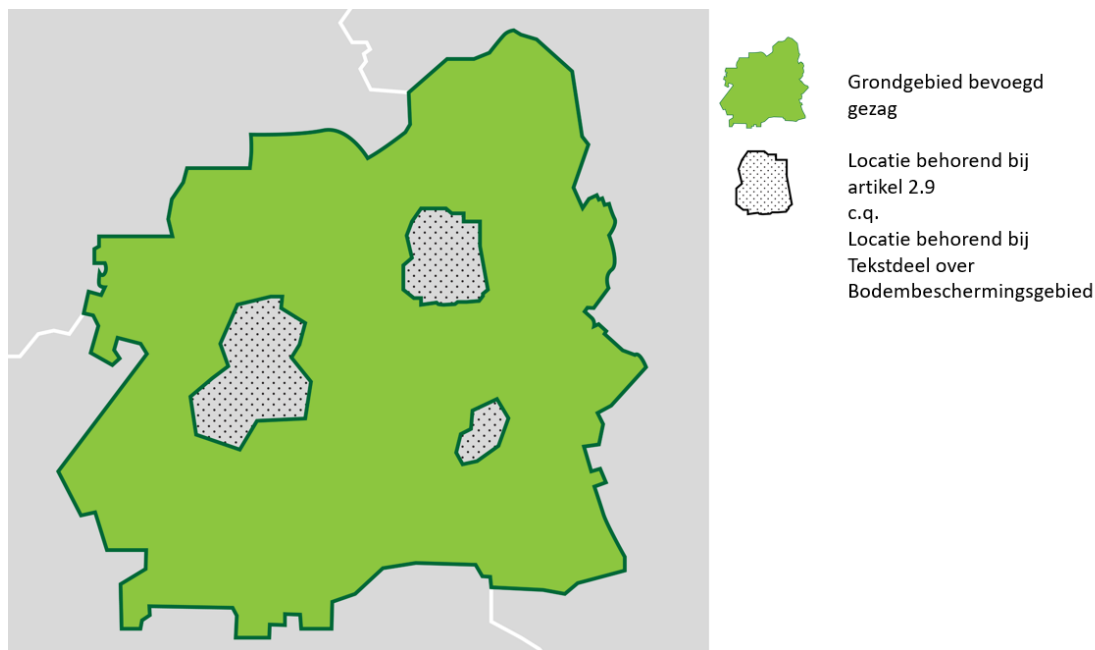 Grondgebied bevoegd
gezag
Locatie behorend bij
artikel 2.9
c.q.
Locatie behorend bij
Tekstdeel over
Bodembeschermingsgebied